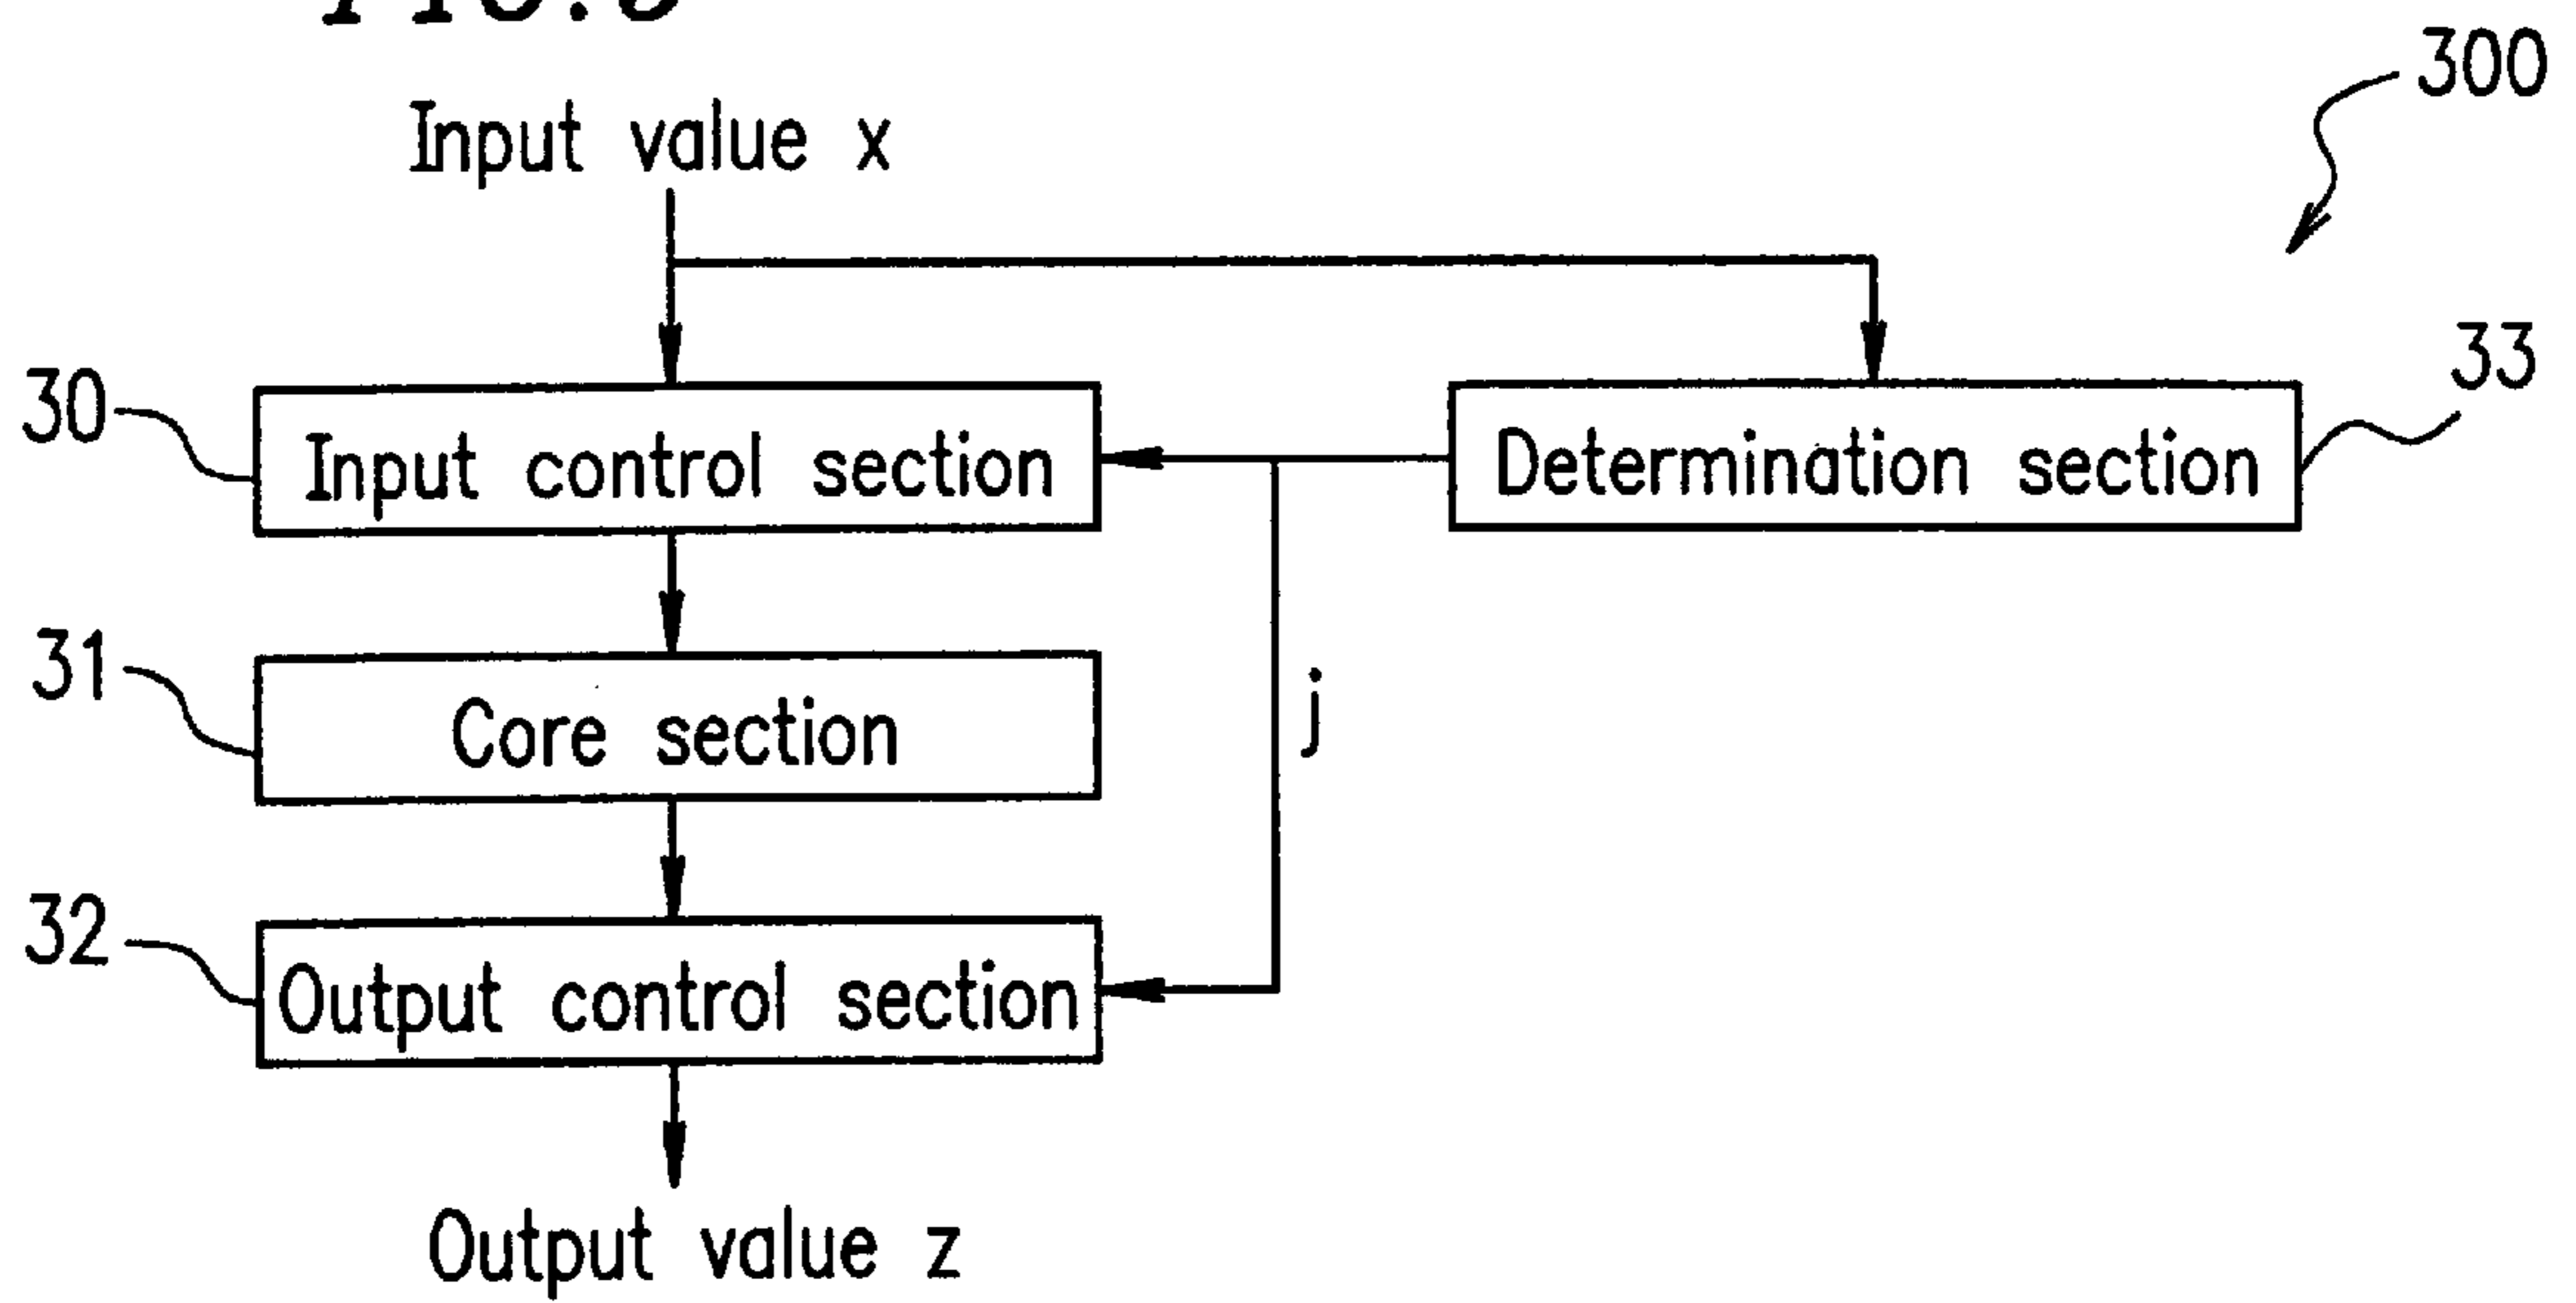 300
Input value x
33
30
Input control section
Determination section
31
Core section
j
32
Output control section
Output value z